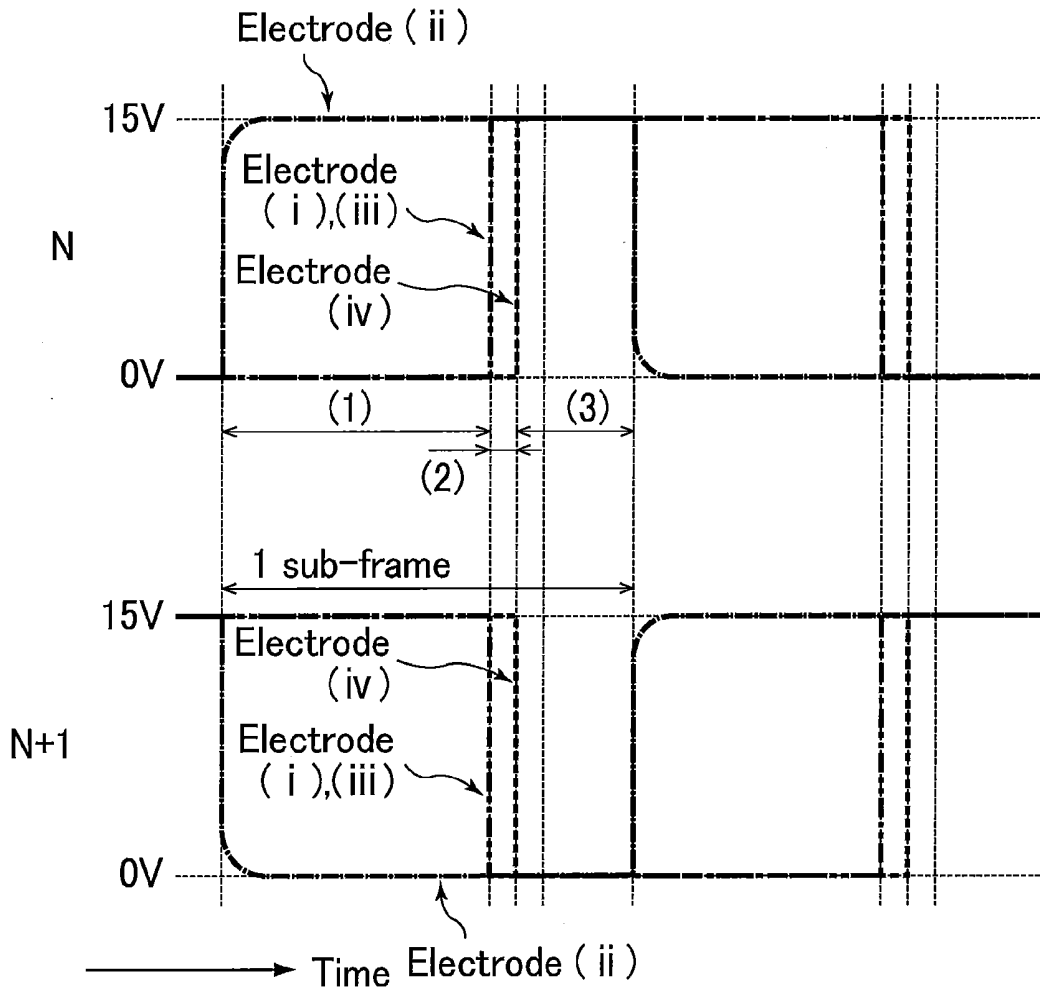 Electrode (ii)
15V
Electrode
(i),(iii)
N
Electrode
(iv)
0V
(1)
(3)
(2)
1 sub-frame
15V
Electrode
(iv)
N+1
Electrode
(i),(iii)
0V
Time
Electrode (ii)